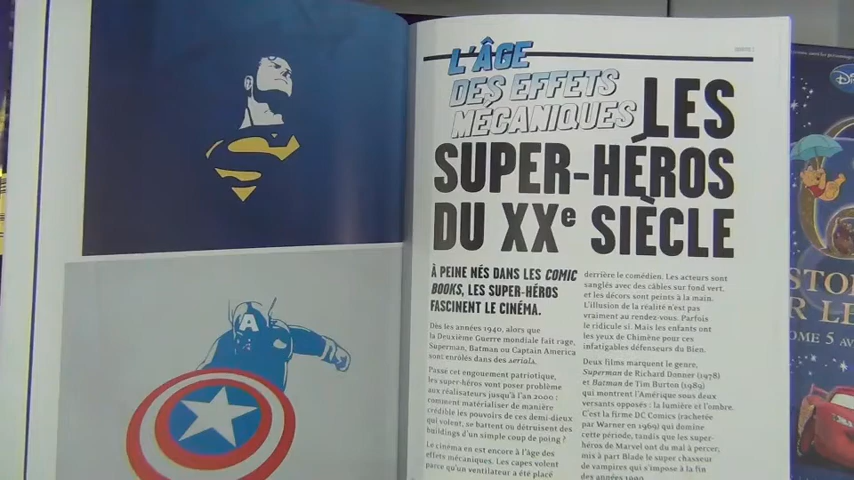 L'ÂGE
DES EFFETS
MÉCANIQUES
LES
SUPER-HÉROS
DU XXe SIÈCLE
À PEINE NÉS DANS LES COMIC
BOOKS, LES SUPER-HÉROS
FASCINENT LE CINÉMA.
Dès les années 1940, alors que
la Deuxième Guerre mondiale fait rage,
Superman, Batman ou Captain America
sont enrôlés dans des serials.
Passé cet engouement patriotique,
les super-héros vont poser problème
aux réalisateurs jusqu'à l'an 2000 :
comment matérialiser de manière
crédible les pouvoirs de ces demi-dieux
qui volent, se battent ou détruisent des
buildings d'un simple coup de poing ?
Le cinéma en est encore à l'âge des
effets mécaniques. Les capes volent
parce qu'un ventilateur a été placé
derrière le comédien. Les acteurs sont
sanglés avec des câbles sur fond vert,
et les décors sont peints à la main.
L'illusion de la réalité n'est pas
vraiment au rendez-vous. Parfois
le ridicule si. Mais les enfants ont
les yeux de Chimène pour ces
infatigables défenseurs du Bien.
Deux films marquent le genre,
Superman de Richard Donner (1978)
et Batman de Tim Burton (1989)
qui montrent l'Amérique sous deux
versants opposés : la lumière et l'ombre.
C'est la firme DC Comics (rachetée
par Warner en 1969) qui domine
cette période, tandis que les super-
héros de Marvel ont du mal à percer,
mis à part Blade le super chasseur
de vampires qui s'impose à la fin
des années 1990.
A
STO
R LE
OME 5